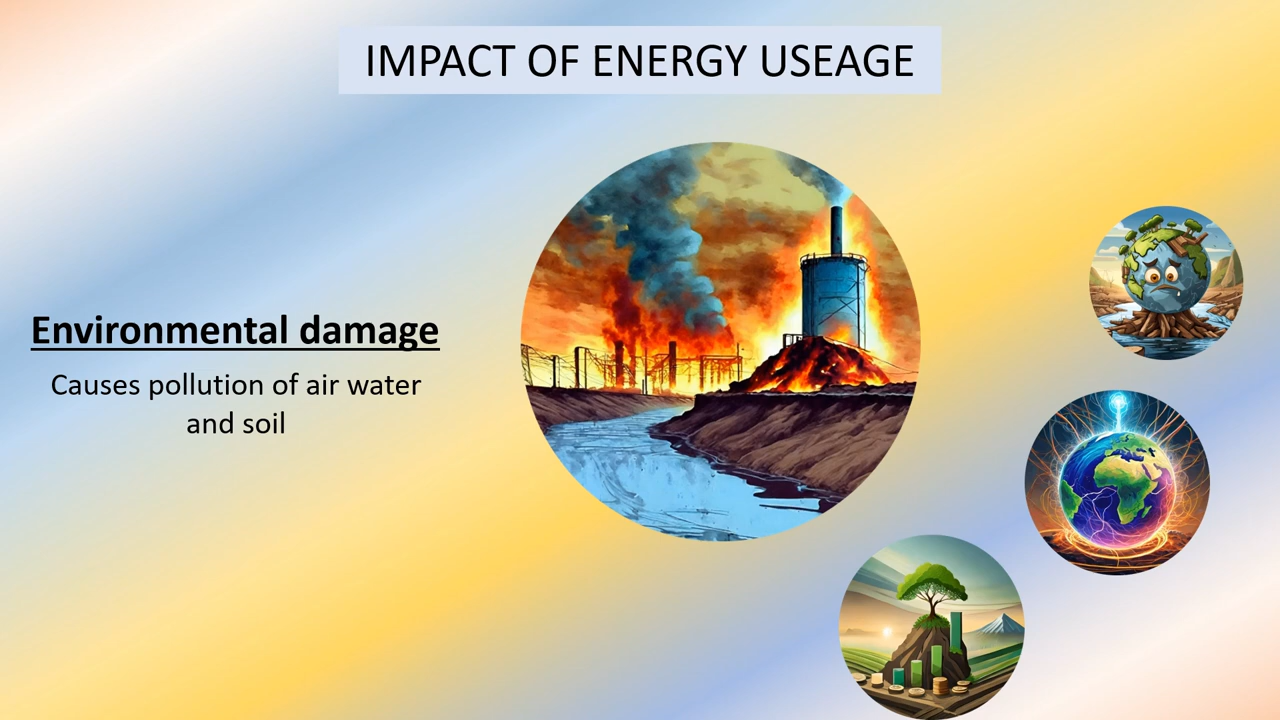 IMPACT OF ENERGY USEAGE
Environmental damage
Causes pollution of air water
and soil